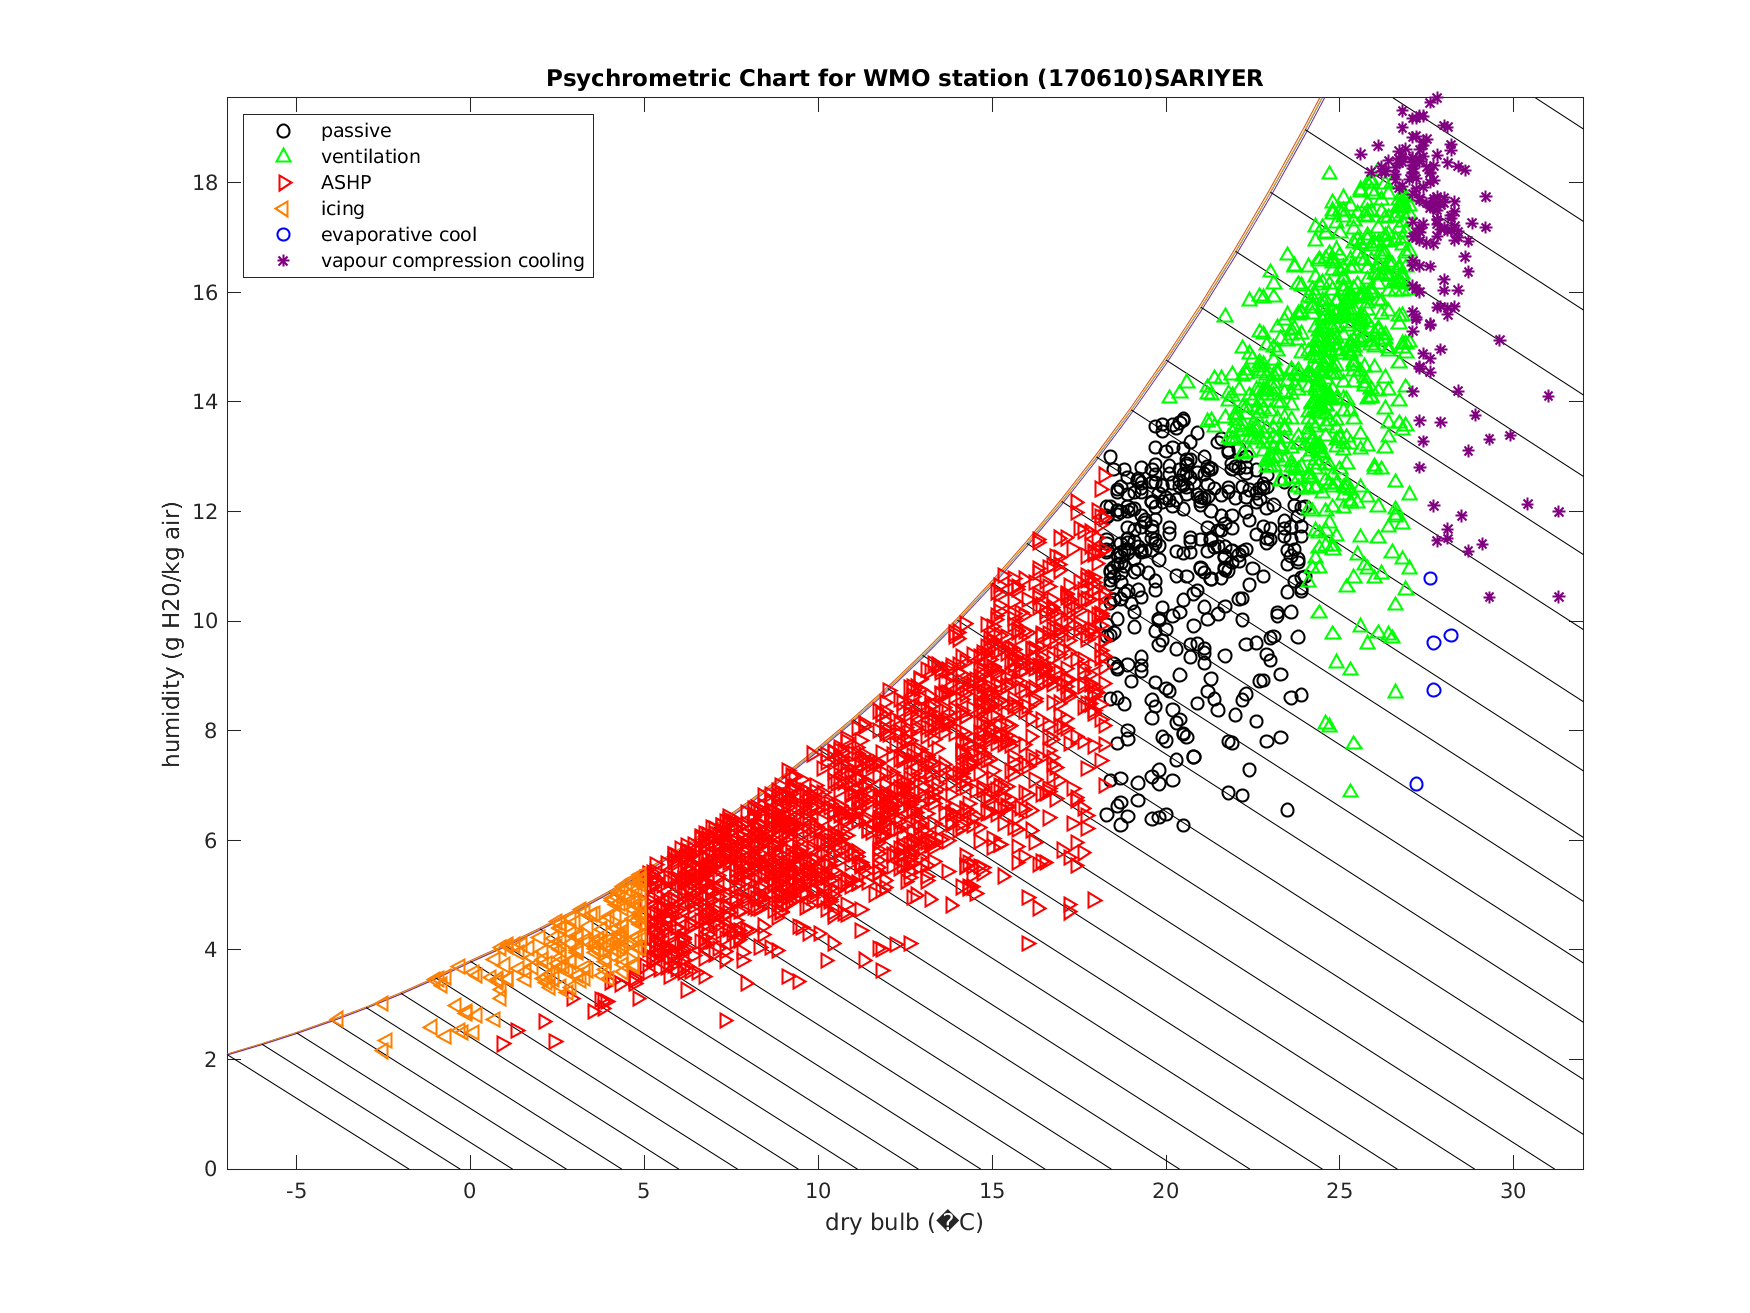 Psychrometric Chart for WMO station (170610)SARIYER
passive
ventilation
ASHP
icing
evaporative cool
vapour compression cooling
humidity (g H20/kg air)
18
16
14
12
10
8
6
4
2
0
-5 0 5 10 15 20 25 30
dry bulb (�C)